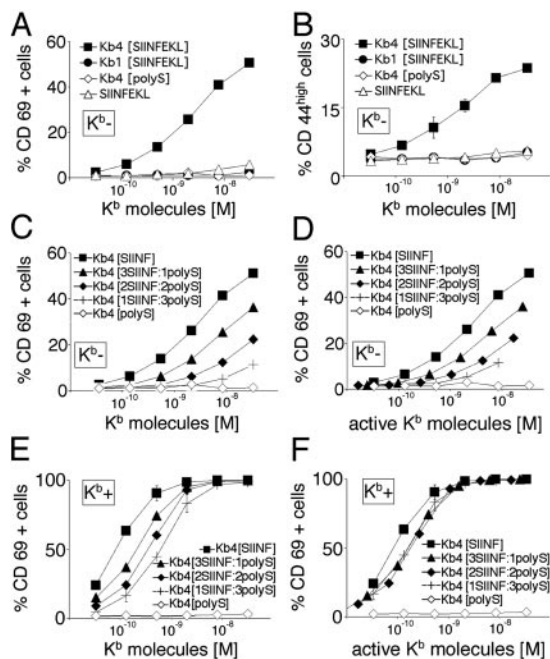 A
% CD 69 + cells
60
40
20
0
Kb4 [SIINFEKL]
Kb1 [SIINFEKL]
Kb4 [polyS]
SIINFEKL
Kᵇ-
10⁻¹⁰ 10⁻⁹ 10⁻⁸
Kᵇ molecules [M]
B
% CD 44ʰⁱᵍʰ cells
30
15
0
Kb4 [SIINFEKL]
Kb1 [SIINFEKL]
Kb4 [polyS]
SIINFEKL
Kᵇ-
10⁻¹⁰ 10⁻⁹ 10⁻⁸
Kᵇ molecules [M]
C
% CD 69 + cells
60
40
20
0
Kb4 [SIINF]
Kb4 [3SIINF:1polyS]
Kb4 [2SIINF:2polyS]
Kb4 [1SIINF:3polyS]
Kb4 [polyS]
Kᵇ-
10⁻¹⁰ 10⁻⁹ 10⁻⁸
Kᵇ molecules [M]
D
% CD 69 + cells
60
40
20
0
Kb4 [SIINF]
Kb4 [3SIINF:1polyS]
Kb4 [2SIINF:2polyS]
Kb4 [1SIINF:3polyS]
Kb4 [polyS]
Kᵇ-
10⁻¹⁰ 10⁻⁹ 10⁻⁸
active Kᵇ molecules [M]
E
% CD 69 + cells
100
50
0
Kᵇ+
Kb4[SIINF]
Kb4[3SIINF:1polyS]
Kb4[2SIINF:2polyS]
Kb4[1SIINF:3polyS]
Kb4[polyS]
10⁻¹⁰ 10⁻⁹ 10⁻⁸
Kᵇ molecules [M]
F
% CD 69 + cells
100
50
0
Kᵇ+
Kb4[SIINF]
Kb4[3SIINF:1polyS]
Kb4[2SIINF:2polyS]
Kb4[1SIINF:3polyS]
Kb4[polyS]
10⁻¹⁰ 10⁻⁹ 10⁻⁸
active Kᵇ molecules [M]